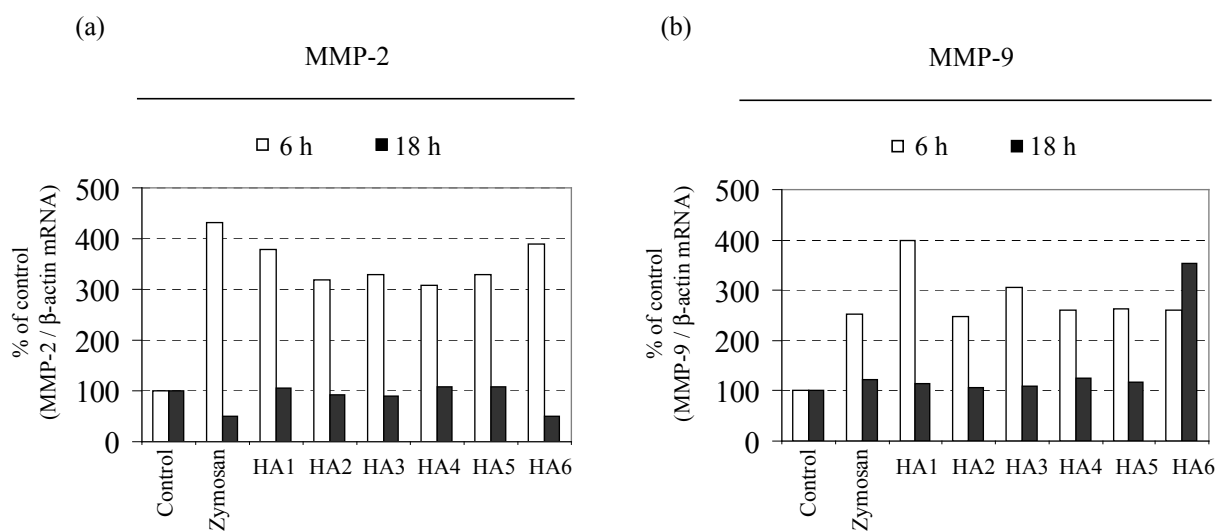 (a)
MMP-2
6 h 18 h
% of control
(MMP-2 / β-actin mRNA)
500
400
300
200
100
0
Control
Zymosan
HA1
HA2
HA3
HA4
HA5
HA6
(b)
MMP-9
6 h 18 h
% of control
(MMP-9 / β-actin mRNA)
500
400
300
200
100
0
Control
Zymosan
HA1
HA2
HA3
HA4
HA5
HA6